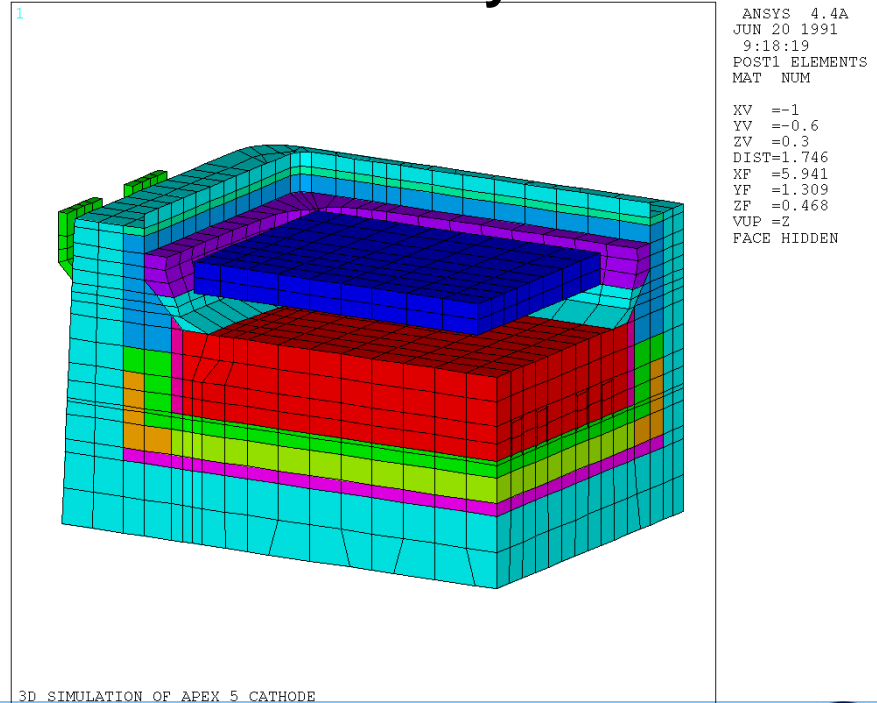 1
ANSYS 4.4A
JUN 20 1991
9:18:19
POST1 ELEMENTS
MAT NUM
XV =-1
YV =-0.6
ZV =0.3
DIST=1.746
XF =5.941
YF =1.309
ZF =0.468
VUP =Z
FACE HIDDEN
3D SIMULATION OF APEX 5 CATHODE